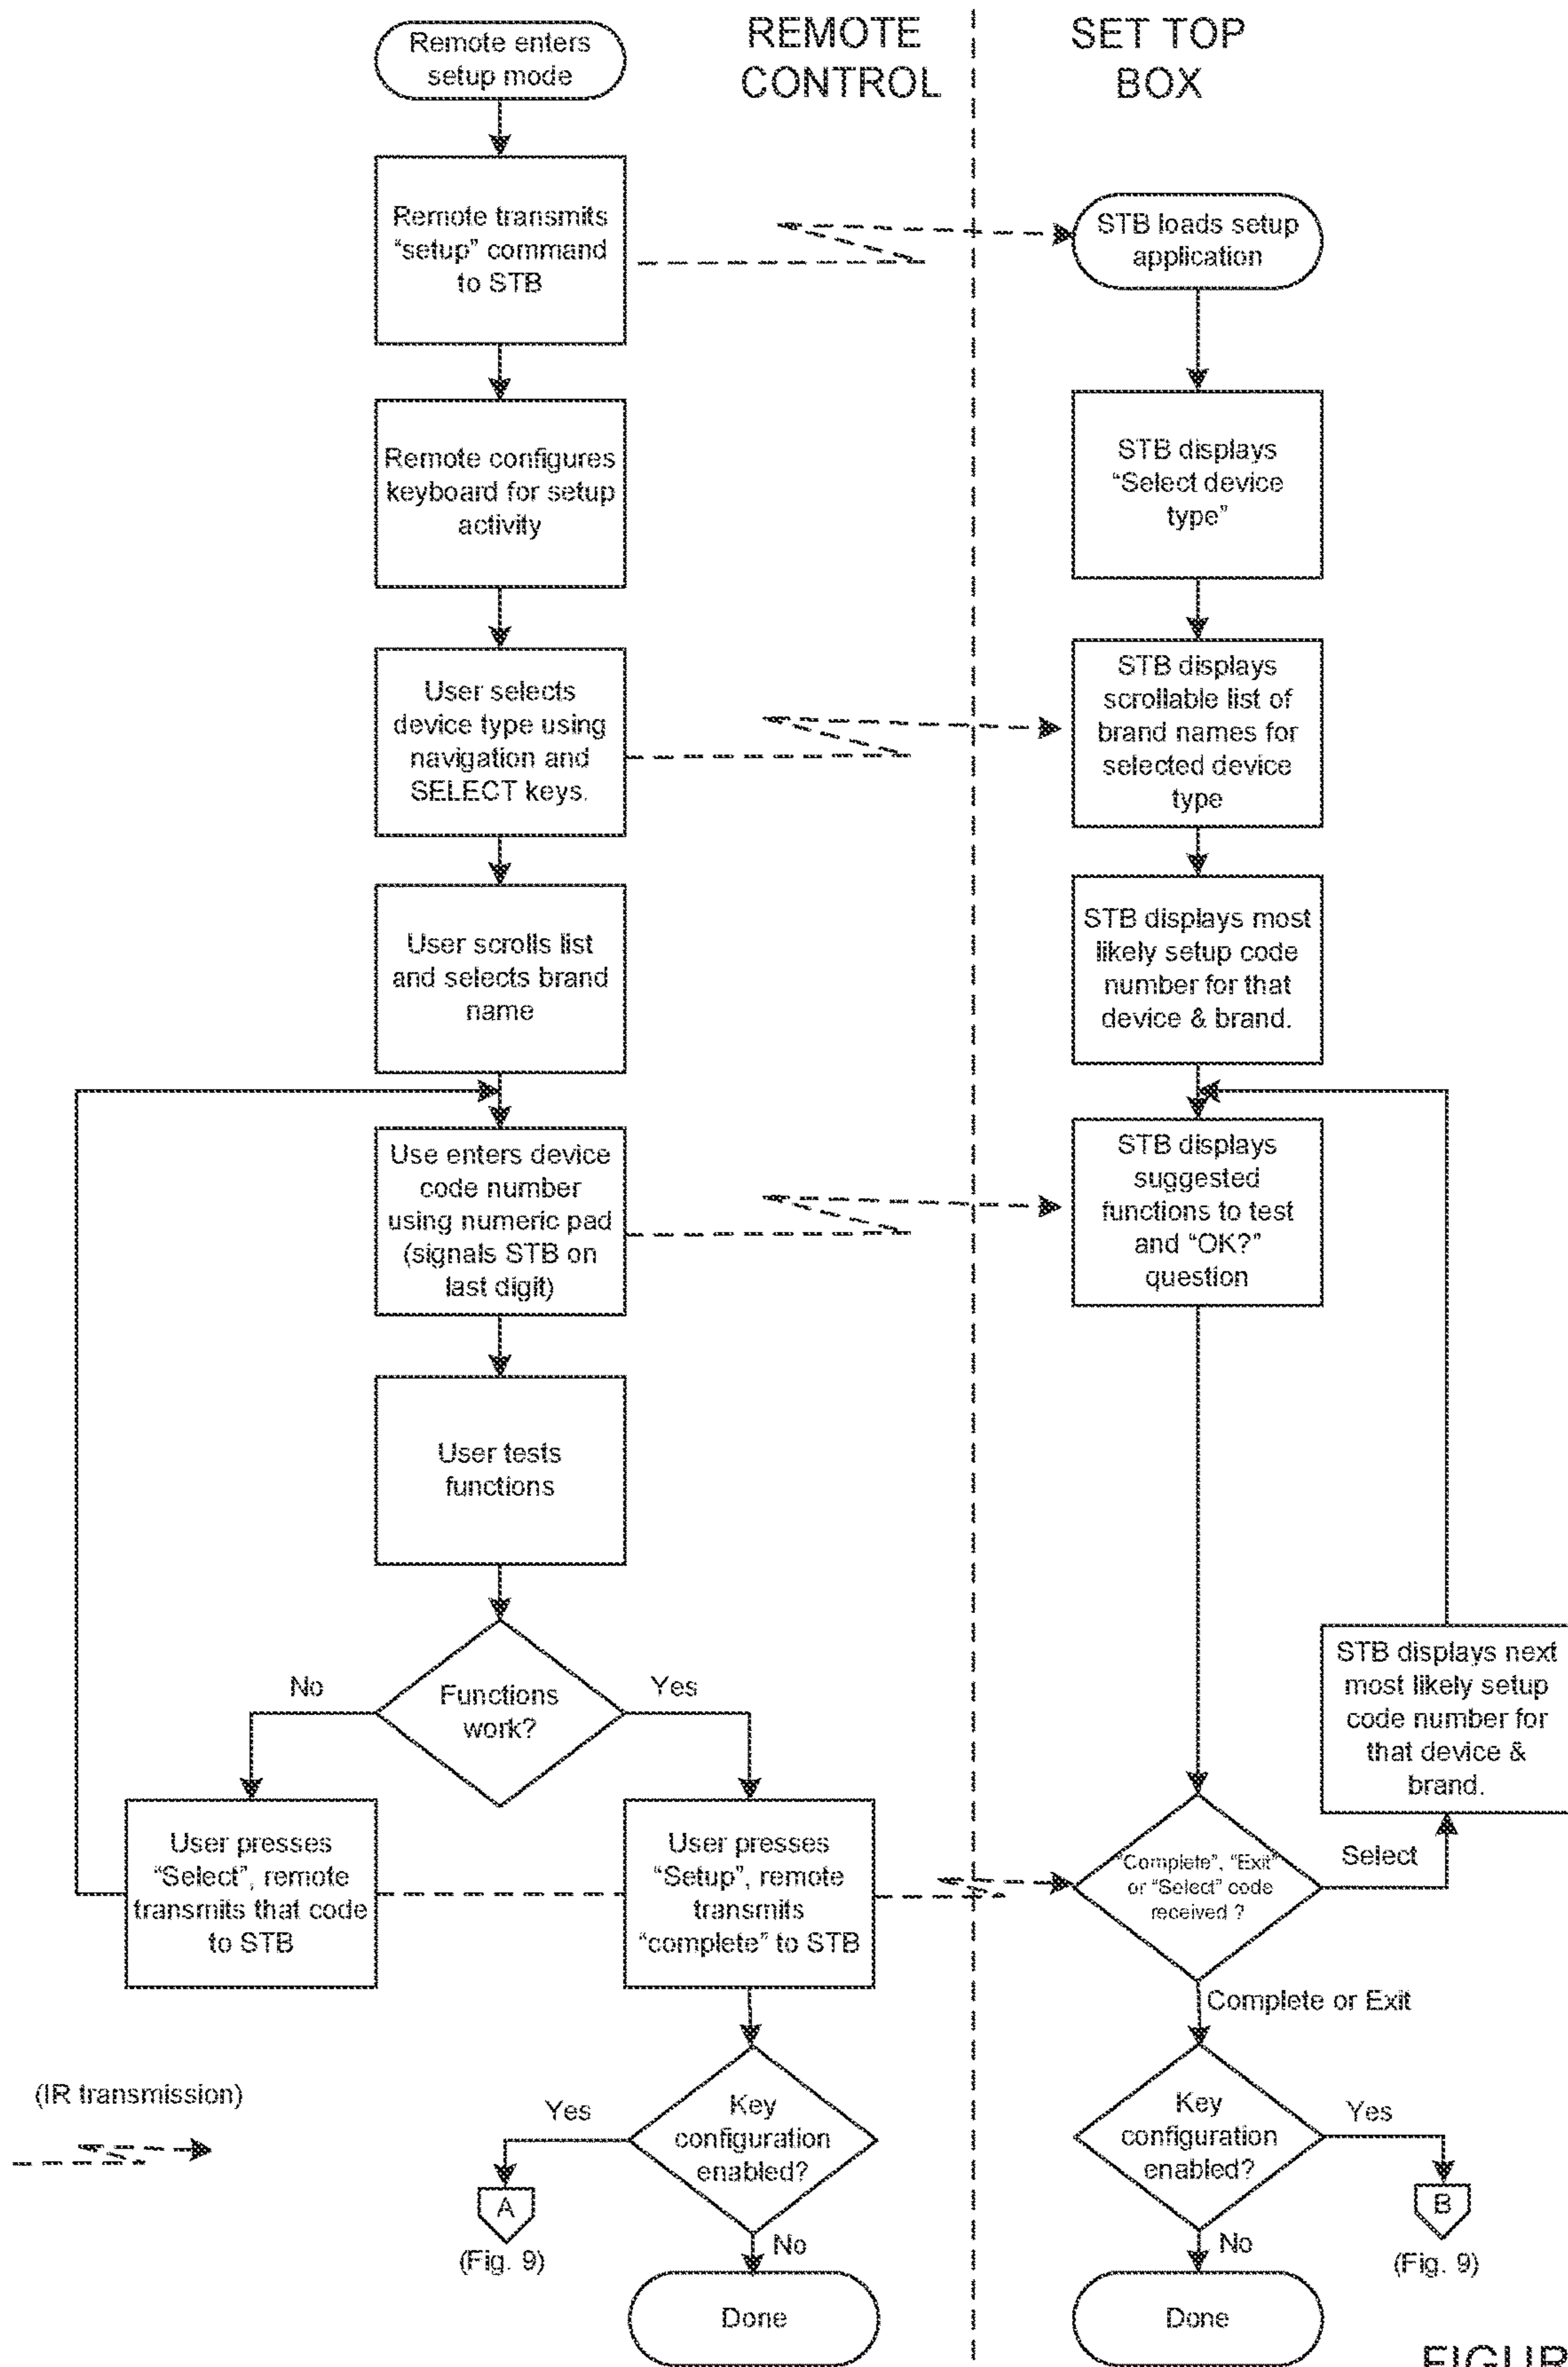 REMOTE
CONTROL
SET TOP
BOX
Remote enters
setup mode
Remote transmits
“setup” command
to STB
STB loads setup
application
Remote configures
keyboard for setup
activity
STB displays
“Select device
type”
User selects
device type using
navigation and
SELECT keys.
STB displays
scrollable list of
brand names for
selected device
type
User scrolls list
and selects brand
name
STB displays most
likely setup code
number for that
device & brand.
Use enters device
code number
using numeric pad
(signals STB on
last digit)
STB displays
suggested
functions to test
and “OK?”
question
User tests
functions
Functions
work?
No
Yes
STB displays next
most likely setup
code number for
that device &
brand.
User presses
“Select”, remote
transmits that code
to STB
User presses
“Setup”, remote
transmits
“complete” to STB
“Complete”, “Exit”
or “Select” code
received ?
Select
Complete or Exit
(IR transmission)
Key
configuration
enabled?
Yes
A
(Fig. 9)
No
Done
Key
configuration
enabled?
Yes
B
(Fig. 9)
No
Done